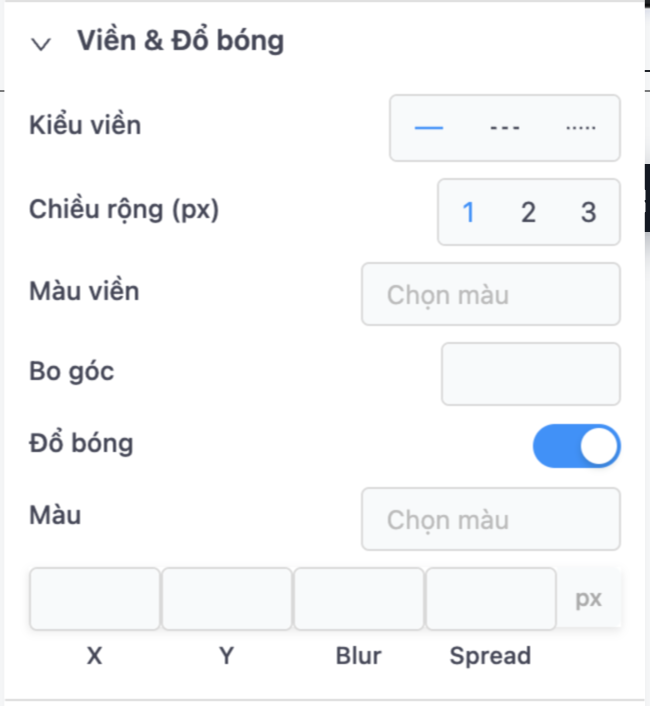 Viền & Đổ bóng
Kiểu viền
Chiều rộng (px) 1 2 3
Màu viền Chọn màu
Bo góc
Đổ bóng
Màu Chọn màu
px
X Y Blur Spread